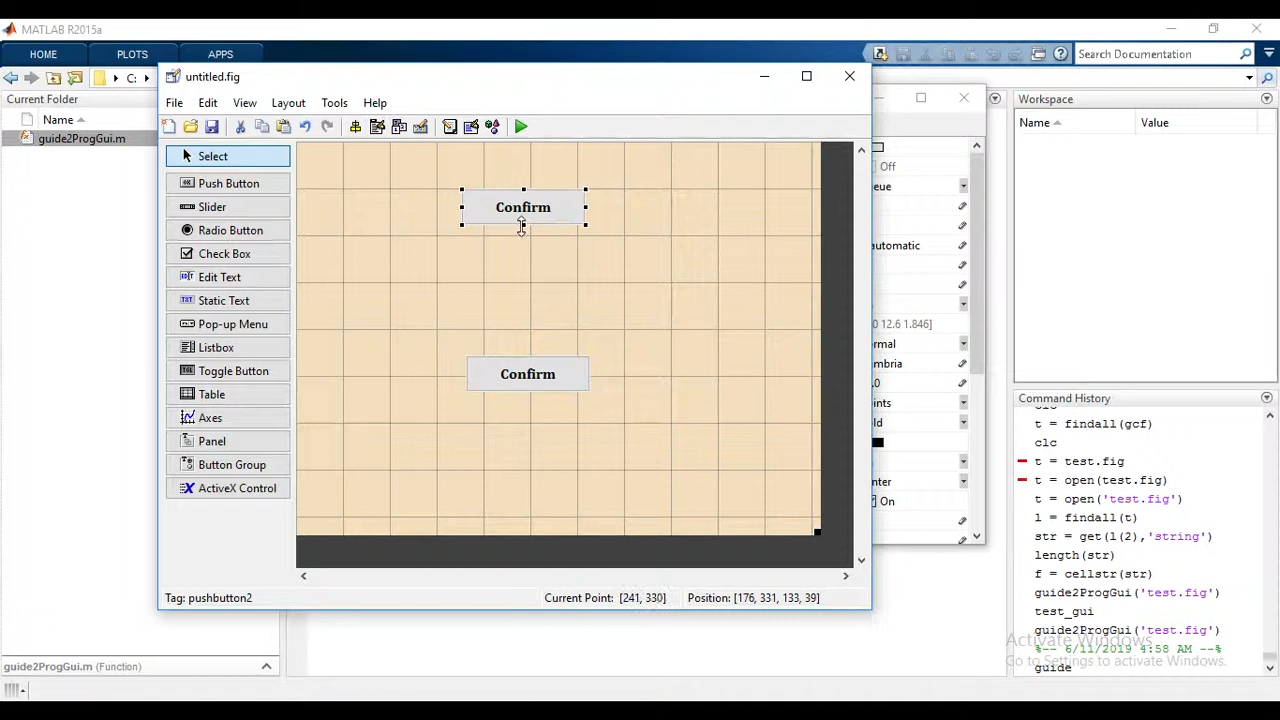 MATLAB R2015a
HOME
PLOTS
APPS
Search Documentation
untitled.fig
C:
Current Folder
Workspace
File
Edit
View
Layout
Tools
Help
Name
Name
Value
guide2ProgGui.m
Select
Push Button
Slider
Radio Button
Check Box
Edit Text
Static Text
Pop-up Menu
Listbox
Toggle Button
Table
Axes
Panel
Button Group
ActiveX Control
Confirm
Confirm
Off
automatic
0 12.6 1.846]
On
Command History
clc
t = findall(gcf)
clc
t = test.fig
t = open(test.fig)
t = open('test.fig')
l = findall(t)
str = get(l(2),'string')
length(str)
f = cellstr(str)
guide2ProgGui('test.fig')
test_gui
guide2ProgGui('test.fig')
%-- 6/11/2019 4:58 AM --%
guide
Activate Windows
Go to Settings to activate Windows.
Tag: pushbutton2
Current Point: [241, 330]
Position: [176, 331, 133, 39]
guide2ProgGui.m (Function)